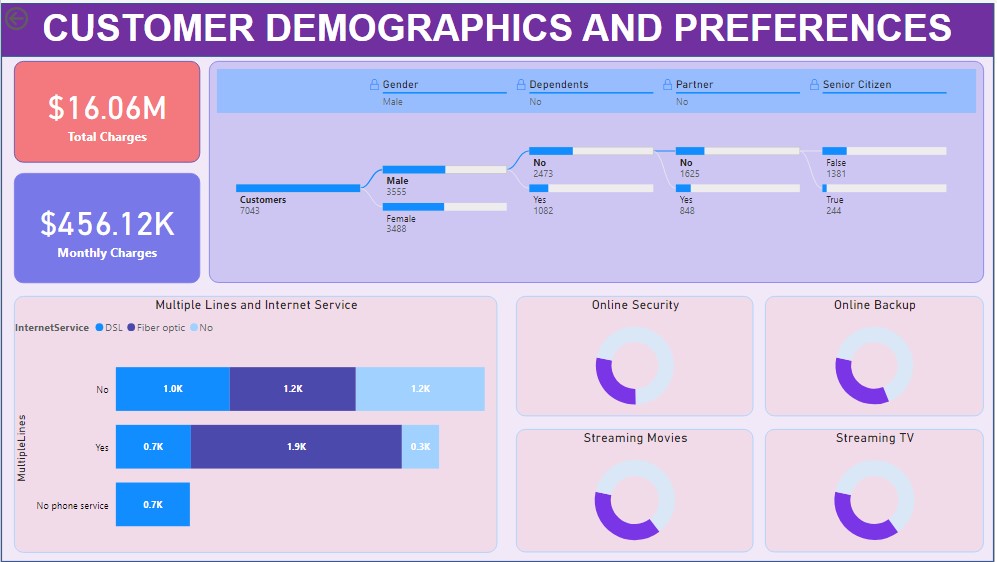 CUSTOMER DEMOGRAPHICS AND PREFERENCES
$16.06M
Total Charges
$456.12K
Monthly Charges
Gender
Male
Dependents
No
Partner
No
Senior Citizen
Customers
7043
Male
3555
Female
3488
No
2473
Yes
1082
No
1625
Yes
848
False
1381
True
244
Multiple Lines and Internet Service
InternetService DSL Fiber optic No
MultipleLines
No 1.0K 1.2K 1.2K
Yes 0.7K 1.9K 0.3K
No phone service 0.7K
Online Security
Online Backup
Streaming Movies
Streaming TV